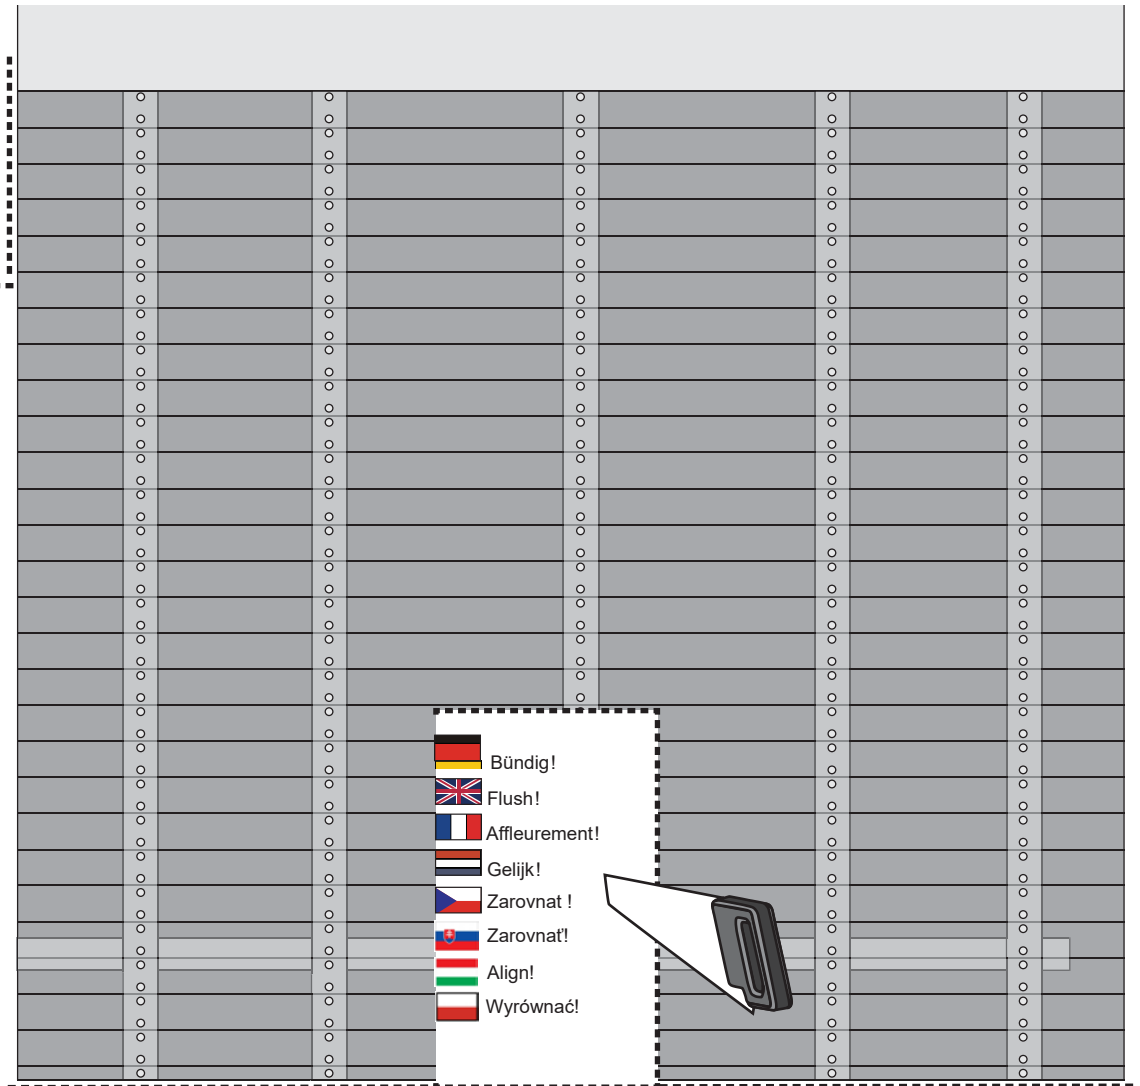 Bündig!
Flush!
Affleurement!
Gelijk!
Zarovnat !
Zarovnať!
Align!
Wyrównać!